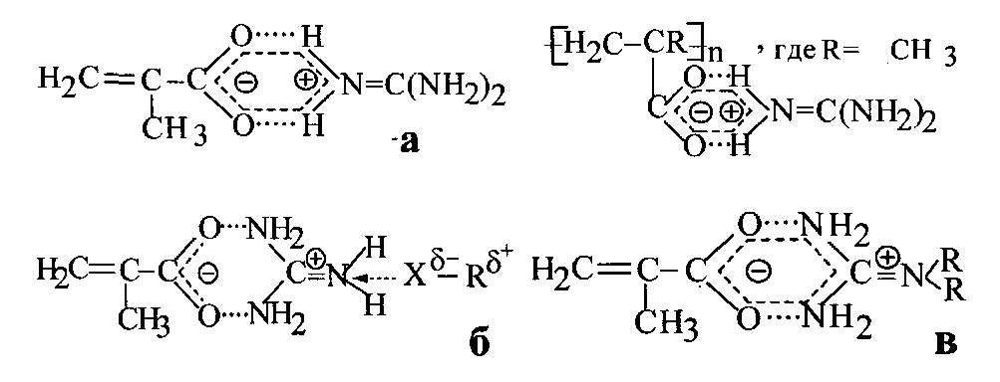 H2C=C–C O·····H O·····H ⊖ ⊕ N=C(NH2)2
CH3
а
[H2C–CR]n , где R= CH3
C O···H O···H ⊖ ⊕ N=C(NH2)2
H2C=C–C O····NH2 O····NH2 ⊖ C ⊕ ≡N H H X δ– – R δ+
CH3
б
H2C=C–C O····NH2 O····NH2 ⊖ C ⊕ ≡N R R
CH3
в